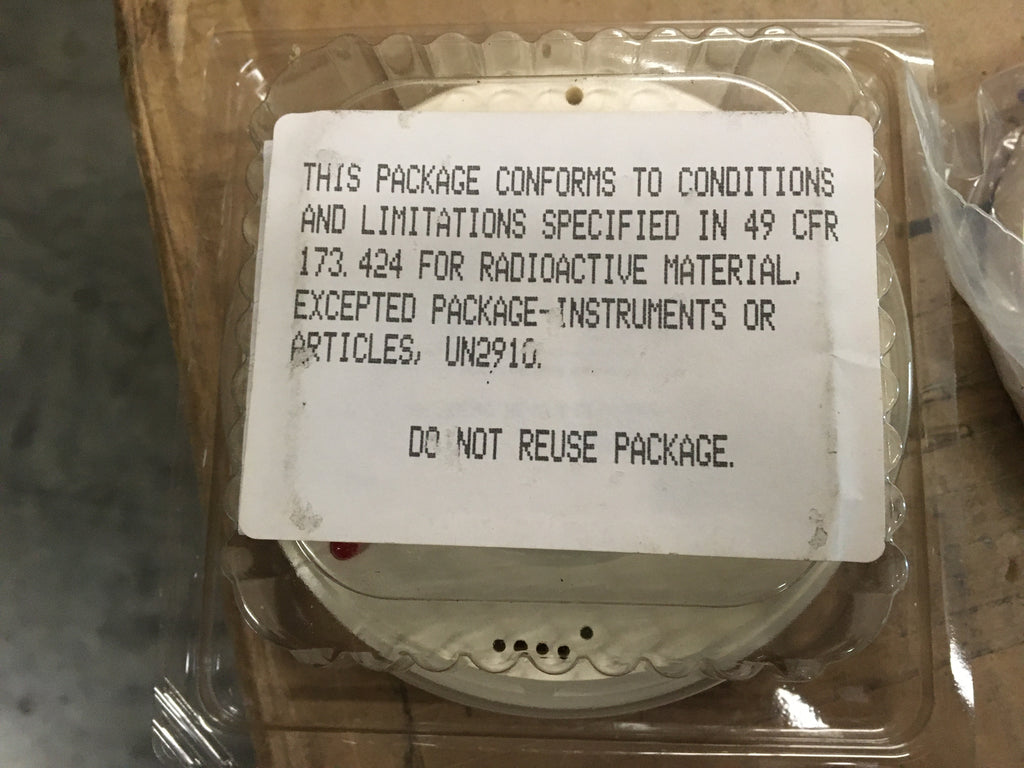 THIS PACKAGE CONFORMS TO CONDITIONS
AND LIMITATIONS SPECIFIED IN 49 CFR
173.424 FOR RADIOACTIVE MATERIAL,
EXCEPTED PACKAGE-INSTRUMENTS OR
ARTICLES, UN2910.
DO NOT REUSE PACKAGE.